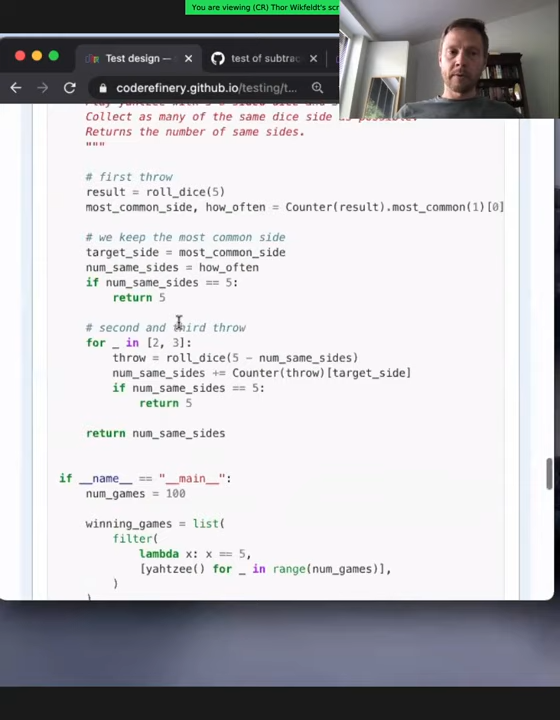 You are viewing (CR) Thor Wikfeldt's scr
Test design —
test of subtrac
coderefinery.github.io/testing/t...
Collect as many of the same dice side
Returns the number of same sides.
"""
# first throw
result = roll_dice(5)
most_common_side, how_often = Counter(result).most_common(1)[0]
# we keep the most common side
target_side = most_common_side
num_same_sides = how_often
if num_same_sides == 5:
return 5
# second and third throw
for _ in [2, 3]:
throw = roll_dice(5 - num_same_sides)
num_same_sides += Counter(throw)[target_side]
if num_same_sides == 5:
return 5
return num_same_sides
if __name__ == "__main__":
num_games = 100
winning_games = list(
filter(
lambda x: x == 5,
[yahtzee() for _ in range(num_games)],
)
)